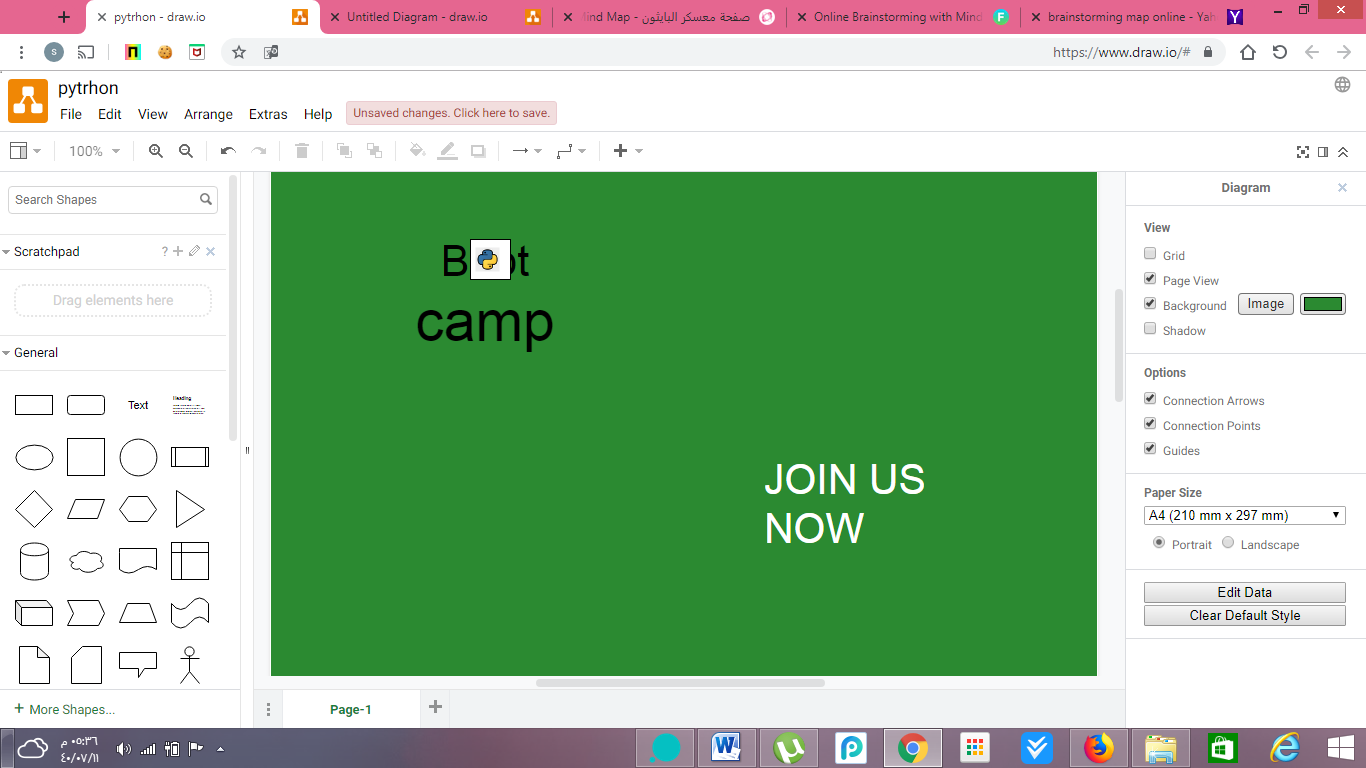 pytrhon - draw.io
Untitled Diagram - draw.io
lind Map - صفحة معسكر البايثون
Online Brainstorming with Mind
brainstorming map online - Yah
S
https://www.draw.io/#
pytrhon
File Edit View Arrange Extras Help Unsaved changes. Click here to save.
100%
Search Shapes
Scratchpad
?
Drag elements here
General
Text
Heading
More Shapes...
B ot
camp
JOIN US
NOW
Page-1
Diagram
View
Grid
Page View
Background Image
Shadow
Options
Connection Arrows
Connection Points
Guides
Paper Size
A4 (210 mm x 297 mm)
Portrait Landscape
Edit Data
Clear Default Style
٠٥:٣٦ م
٤٠/٠٧/١١